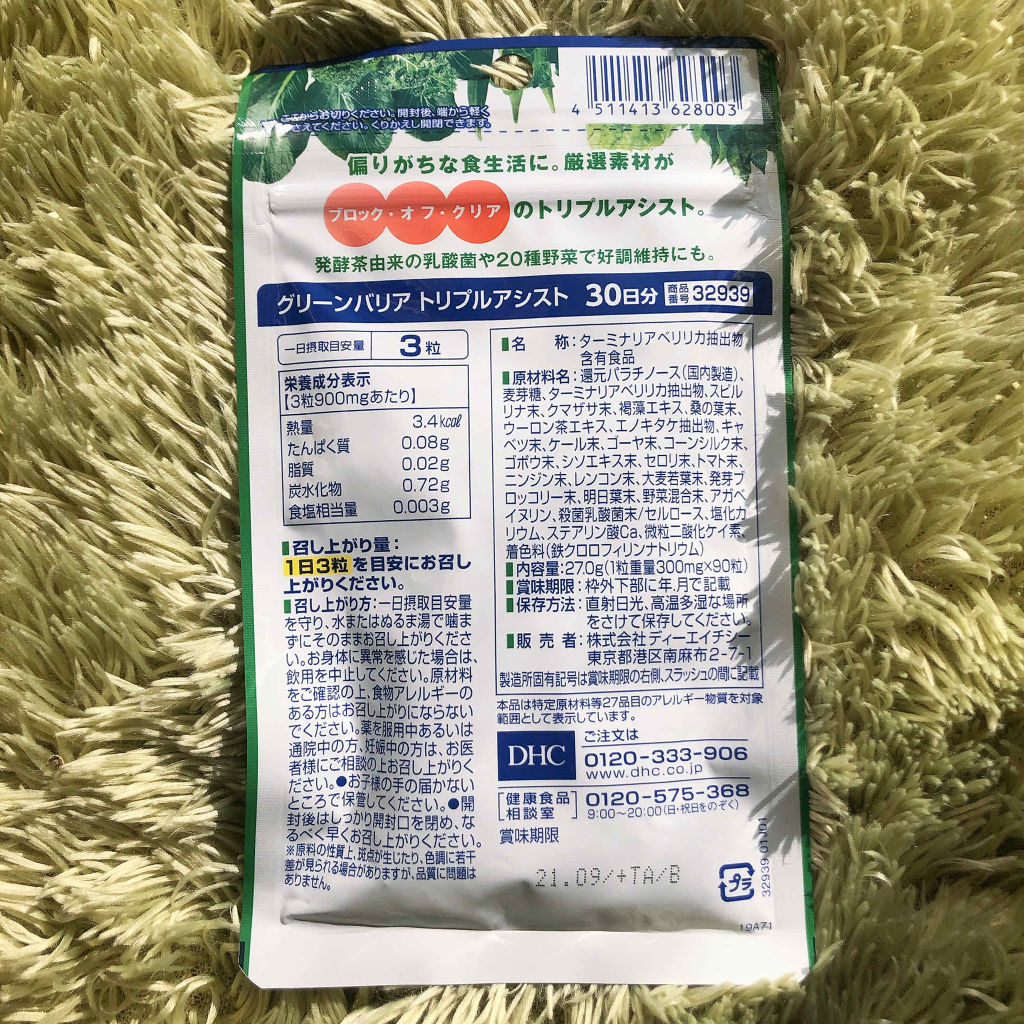 ここからお切りください。開封後、端から軽く
さえてください。くりかえし開閉できます。
4 511413 628003
偏りがちな食生活に。厳選素材が
ブロック・オフ・クリア のトリプルアシスト。
発酵茶由来の乳酸菌や20種野菜で好調維持にも。
グリーンバリア トリプルアシスト 30日分 商品番号 32939
一日摂取目安量 3粒
栄養成分表示
【3粒900mgあたり】
熱量 3.4kcal
たんぱく質 0.08g
脂質 0.02g
炭水化物 0.72g
食塩相当量 0.003g
召し上がり量:
1日3粒を目安にお召し
上がりください。
召し上がり方:一日摂取目安量
を守り、水またはぬるま湯で噛ま
ずにそのままお召し上がりくださ
い。お身体に異常を感じた場合は、
飲用を中止してください。原材料
をご確認の上、食物アレルギーの
ある方はお召し上がりにならない
でください。薬を服用中あるいは
通院中の方、妊娠中の方は、お医
者様にご相談の上お召し上がりくだ
さい。●お子様の手の届かない
ところで保管してください。●開
封後はしっかり開封口を閉め、な
るべく早くお召し上がりください。
※原料の性質上、斑点が生じたり、色調に若干
差が見られる場合がありますが、品質に問題は
ありません。
名 称:ターミナリアベリリカ抽出物
含有食品
原材料名:還元パラチノース(国内製造)、
麦芽糖、ターミナリアベリリカ抽出物、スピル
リナ末、クマザサ末、褐藻エキス、桑の葉末、
ウーロン茶エキス、エノキタケ抽出物、キャ
ベツ末、ケール末、ゴーヤ末、コーンシルク末、
ゴボウ末、シソエキス末、セロリ末、トマト末、
ニンジン末、レンコン末、大麦若葉末、発芽ブ
ロッコリー末、明日葉末、野菜混合末、アガベ
イヌリン、殺菌乳酸菌末/セルロース、塩化カ
リウム、ステアリン酸Ca、微粒二酸化ケイ素、
着色料(鉄クロロフィリンナトリウム)
内容量:27.0g(1粒重量300mg×90粒)
賞味期限:枠外下部に年.月で記載
保存方法:直射日光、高温多湿な場所
をさけて保存してください。
販売者:株式会社ディーエイチシー
東京都港区南麻布2-7-1
製造所固有記号は賞味期限の右側、スラッシュの間に記載
本品は特定原材料等27品目のアレルギー物質を対象
範囲として表示しています。
DHC
ご注文は
0120-333-906
www.dhc.co.jp
[健康食品相談室] 0120-575-368
9:00〜20:00(日・祝日をのぞく)
賞味期限
21.09/+TA/B
プラ
32939-01101
19A71